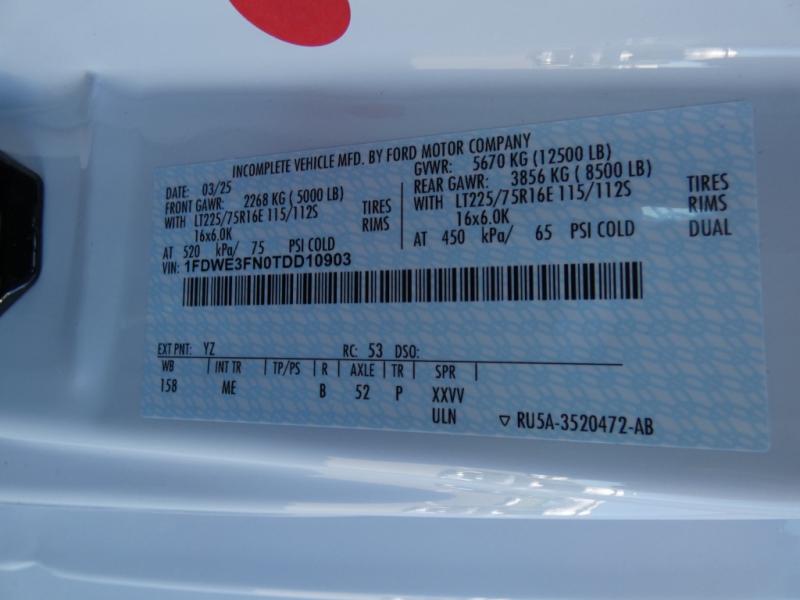 INCOMPLETE VEHICLE MFD. BY FORD MOTOR COMPANY
DATE: 03/25 GVWR: 5670 KG (12500 LB)
FRONT GAWR: 2268 KG ( 5000 LB) REAR GAWR: 3856 KG ( 8500 LB)
WITH LT225/75R16E 115/112S TIRES WITH LT225/75R16E 115/112S TIRES
16x6.0K RIMS 16x6.0K RIMS
AT 520 kPa/ 75 PSI COLD AT 450 kPa/ 65 PSI COLD DUAL
VIN: 1FDWE3FN0TDD10903
EXT PNT: YZ RC: 53 DSO:
WB INT TR TP/PS R AXLE TR SPR
158 ME B 52 P XXVV
ULN ▽ RU5A-3520472-AB